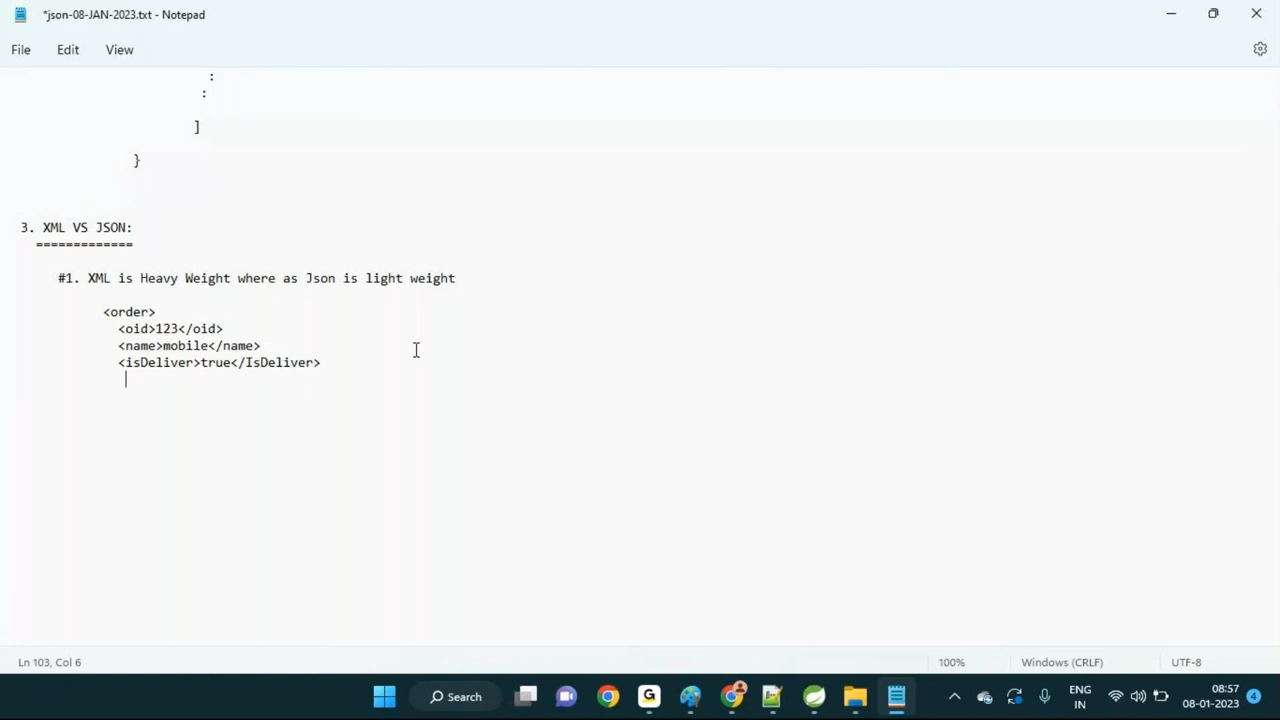 *json-08-JAN-2023.txt - Notepad
File Edit View
:
:
]
}
3. XML VS JSON:
=============
#1. XML is Heavy Weight where as Json is light weight
<order>
<oid>123</oid>
<name>mobile</name>
<isDeliver>true</IsDeliver>
Ln 103, Col 6
100%
Windows (CRLF)
UTF-8
Search
G
ENG
IN
08:57
08-01-2023
4